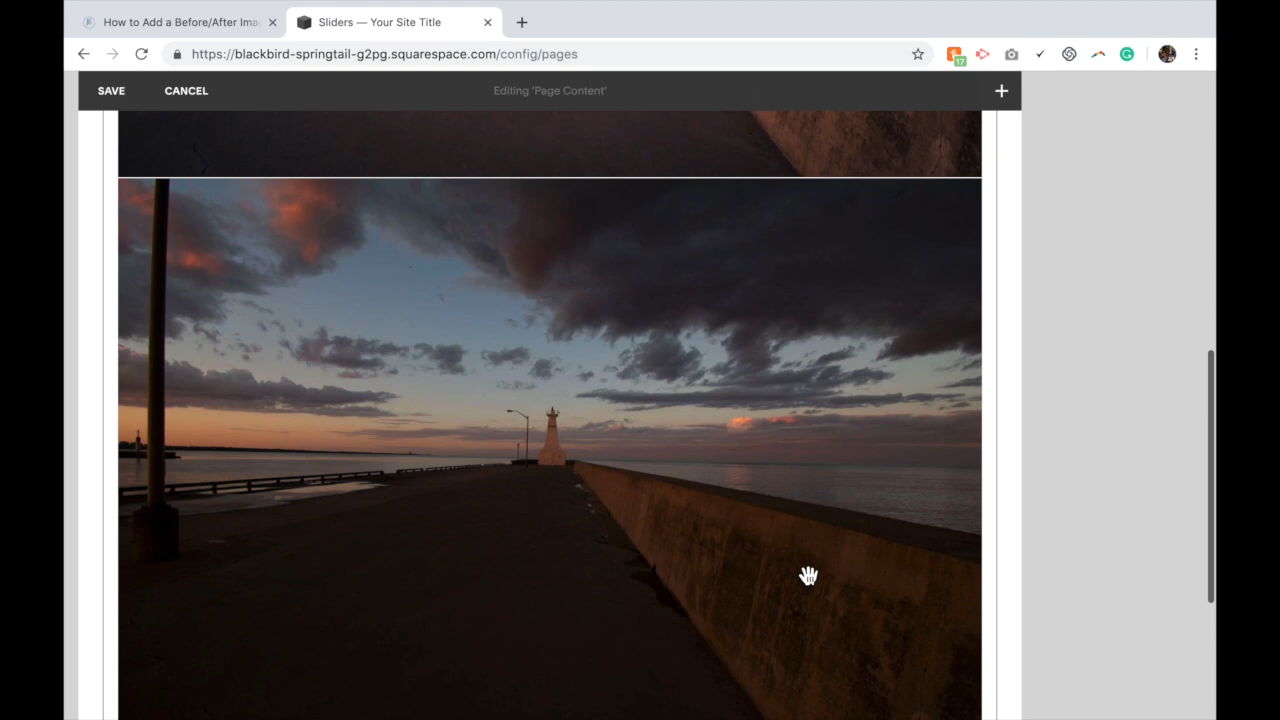 How to Add a Before/After Imag
Sliders — Your Site Title
https://blackbird-springtail-g2pg.squarespace.com/config/pages
17
SAVE CANCEL Editing 'Page Content'